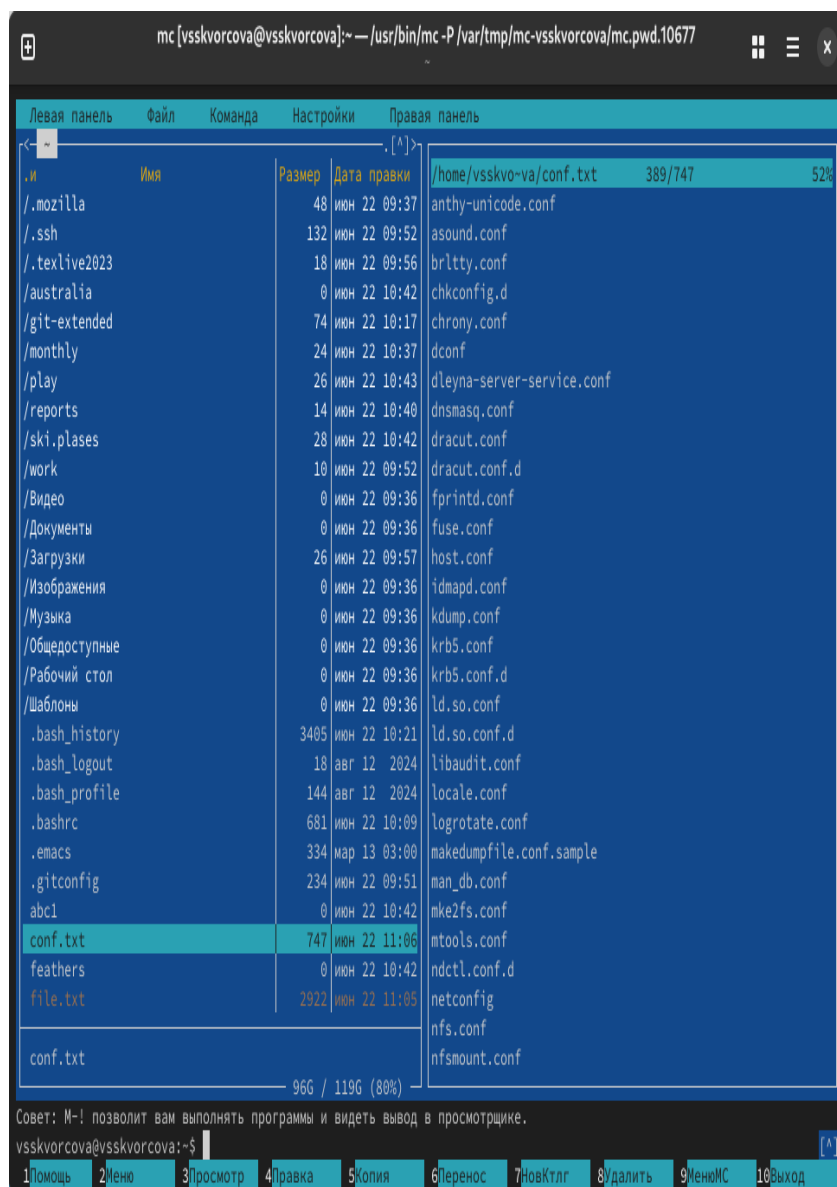 mc [vsskvorcova@vsskvorcova]:~ — /usr/bin/mc -P /var/tmp/mc-vsskvorcova/mc.pwd.10677
~
Левая панель Файл Команда Настройки Правая панель
<- ~ .[^]>
.и Имя Размер Дата правки
/.mozilla 48 июн 22 09:37
/.ssh 132 июн 22 09:52
/.texlive2023 18 июн 22 09:56
/australia 0 июн 22 10:42
/git-extended 74 июн 22 10:17
/monthly 24 июн 22 10:37
/play 26 июн 22 10:43
/reports 14 июн 22 10:40
/ski.plases 28 июн 22 10:42
/work 10 июн 22 09:52
/Видео 0 июн 22 09:36
/Документы 0 июн 22 09:36
/Загрузки 26 июн 22 09:57
/Изображения 0 июн 22 09:36
/Музыка 0 июн 22 09:36
/Общедоступные 0 июн 22 09:36
/Рабочий стол 0 июн 22 09:36
/Шаблоны 0 июн 22 09:36
.bash_history 3405 июн 22 10:21
.bash_logout 18 авг 12 2024
.bash_profile 144 авг 12 2024
.bashrc 681 июн 22 10:09
.emacs 334 мар 13 03:00
.gitconfig 234 июн 22 09:51
abc1 0 июн 22 10:42
conf.txt 747 июн 22 11:06
feathers 0 июн 22 10:42
file.txt 2922 июн 22 11:05
conf.txt
96G / 119G (80%)
/home/vsskvo~va/conf.txt 389/747 52%
anthy-unicode.conf
asound.conf
brltty.conf
chkconfig.d
chrony.conf
dconf
dleyna-server-service.conf
dnsmasq.conf
dracut.conf
dracut.conf.d
fprintd.conf
fuse.conf
host.conf
idmapd.conf
kdump.conf
krb5.conf
krb5.conf.d
ld.so.conf
ld.so.conf.d
libaudit.conf
locale.conf
logrotate.conf
makedumpfile.conf.sample
man_db.conf
mke2fs.conf
mtools.conf
ndctl.conf.d
netconfig
nfs.conf
nfsmount.conf
Совет: M-! позволит вам выполнять программы и видеть вывод в просмотрщике.
vsskvorcova@vsskvorcova:~$ [^]
1Помощь 2Меню 3Просмотр 4Правка 5Копия 6Перенос 7НовКтлг 8Удалить 9МенюМС 10Выход